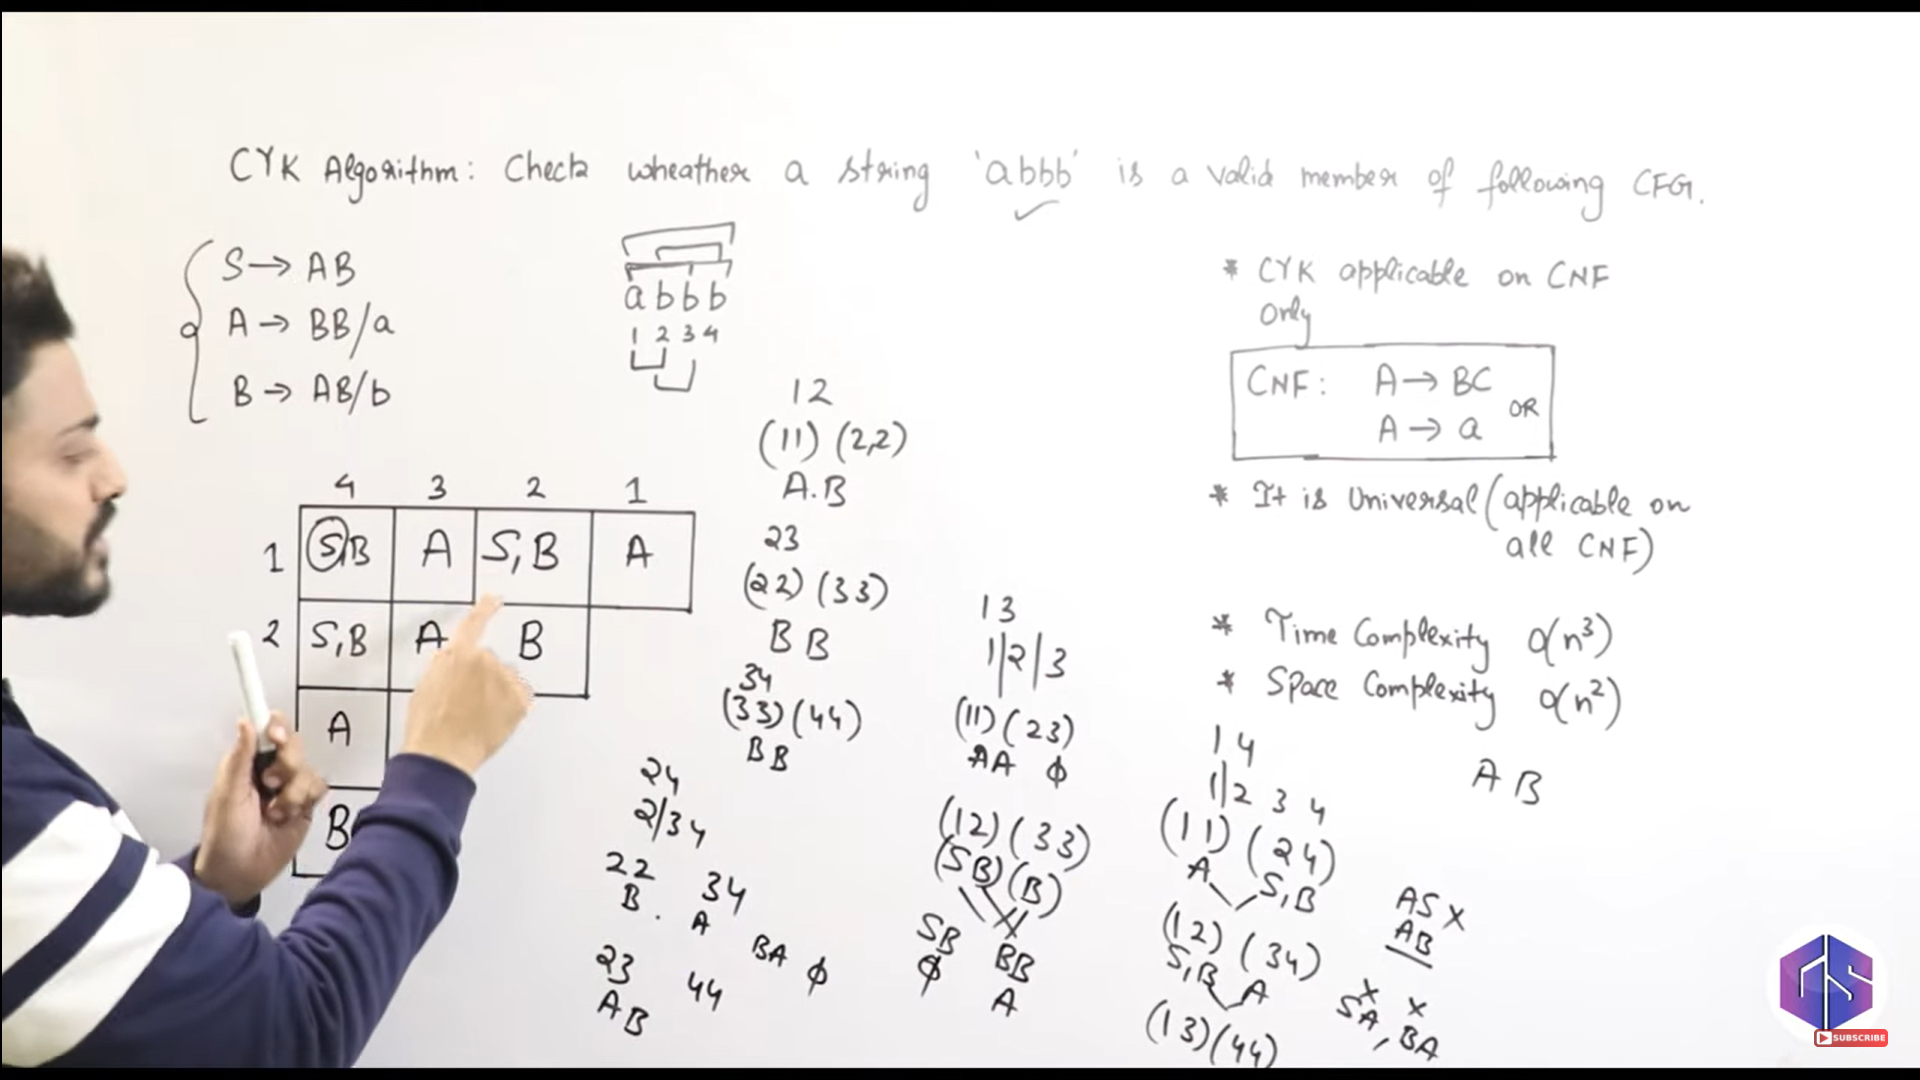 CYK Algorithm: Check wheather a string 'abbb' is a valid member of following CFG.
S → AB
A → BB/a
B → AB/b
a b b b
1 2 3 4
* CYK applicable on CNF
only
CNF: A → BC
OR
A → a
* It is Universal (applicable on
all CNF)
* Time Complexity O(n³)
* Space Complexity O(n²)
4 3 2 1
1 S,B A S,B A
2 S,B A B
A
B
12
(11) (2,2)
A.B
23
(22) (33)
B B
34
(33) (44)
B B
24
2/34
22 34
B . A
BA ϕ
23 44
A B
13
1|2|3
(11) (23)
AA ϕ
(12) (33)
(SB) (B)
SB BB
ϕ A
14
1|2 3 4
(11) (24)
A S,B
(12) (34)
S,B A
(13) (44)
AS X
AB
X X
SA, BA
A B
SUBSCRIBE